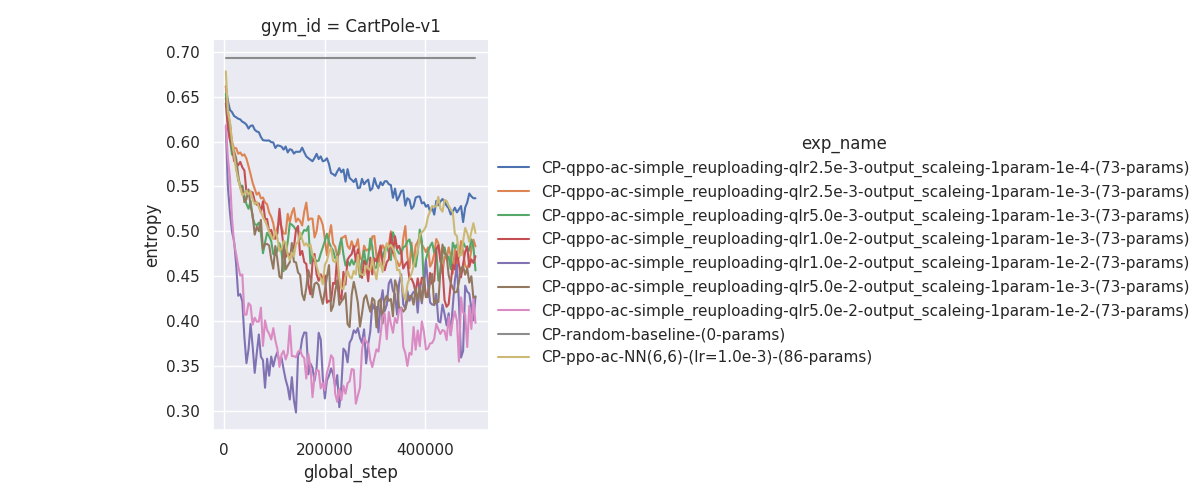 gym_id = CartPole-v1
0.70
0.65
0.60
0.55
0.50
0.45
0.40
0.35
0.30
entropy
0
200000
400000
global_step
exp_name
CP-qppo-ac-simple_reuploading-qlr2.5e-3-output_scaleing-1param-1e-4-(73-params)
CP-qppo-ac-simple_reuploading-qlr2.5e-3-output_scaleing-1param-1e-3-(73-params)
CP-qppo-ac-simple_reuploading-qlr5.0e-3-output_scaleing-1param-1e-3-(73-params)
CP-qppo-ac-simple_reuploading-qlr1.0e-2-output_scaleing-1param-1e-3-(73-params)
CP-qppo-ac-simple_reuploading-qlr1.0e-2-output_scaleing-1param-1e-2-(73-params)
CP-qppo-ac-simple_reuploading-qlr5.0e-2-output_scaleing-1param-1e-3-(73-params)
CP-qppo-ac-simple_reuploading-qlr5.0e-2-output_scaleing-1param-1e-2-(73-params)
CP-random-baseline-(0-params)
CP-ppo-ac-NN(6,6)-(lr=1.0e-3)-(86-params)